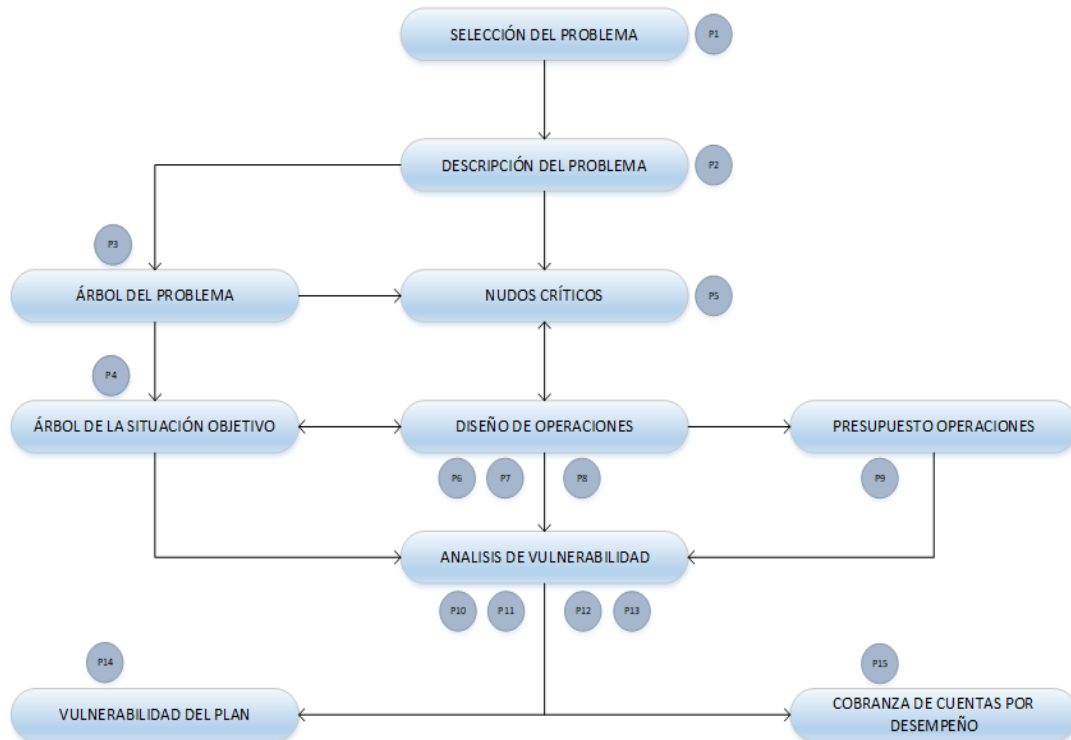 SELECCIÓN DEL PROBLEMA
P1
DESCRIPCIÓN DEL PROBLEMA
P2
P3
ÁRBOL DEL PROBLEMA
NUDOS CRÍTICOS
P5
P4
ÁRBOL DE LA SITUACIÓN OBJETIVO
DISEÑO DE OPERACIONES
PRESUPUESTO OPERACIONES
P6
P7
P8
P9
ANALISIS DE VULNERABILIDAD
P10
P11
P12
P13
P14
P15
VULNERABILIDAD DEL PLAN
COBRANZA DE CUENTAS POR
DESEMPEÑO